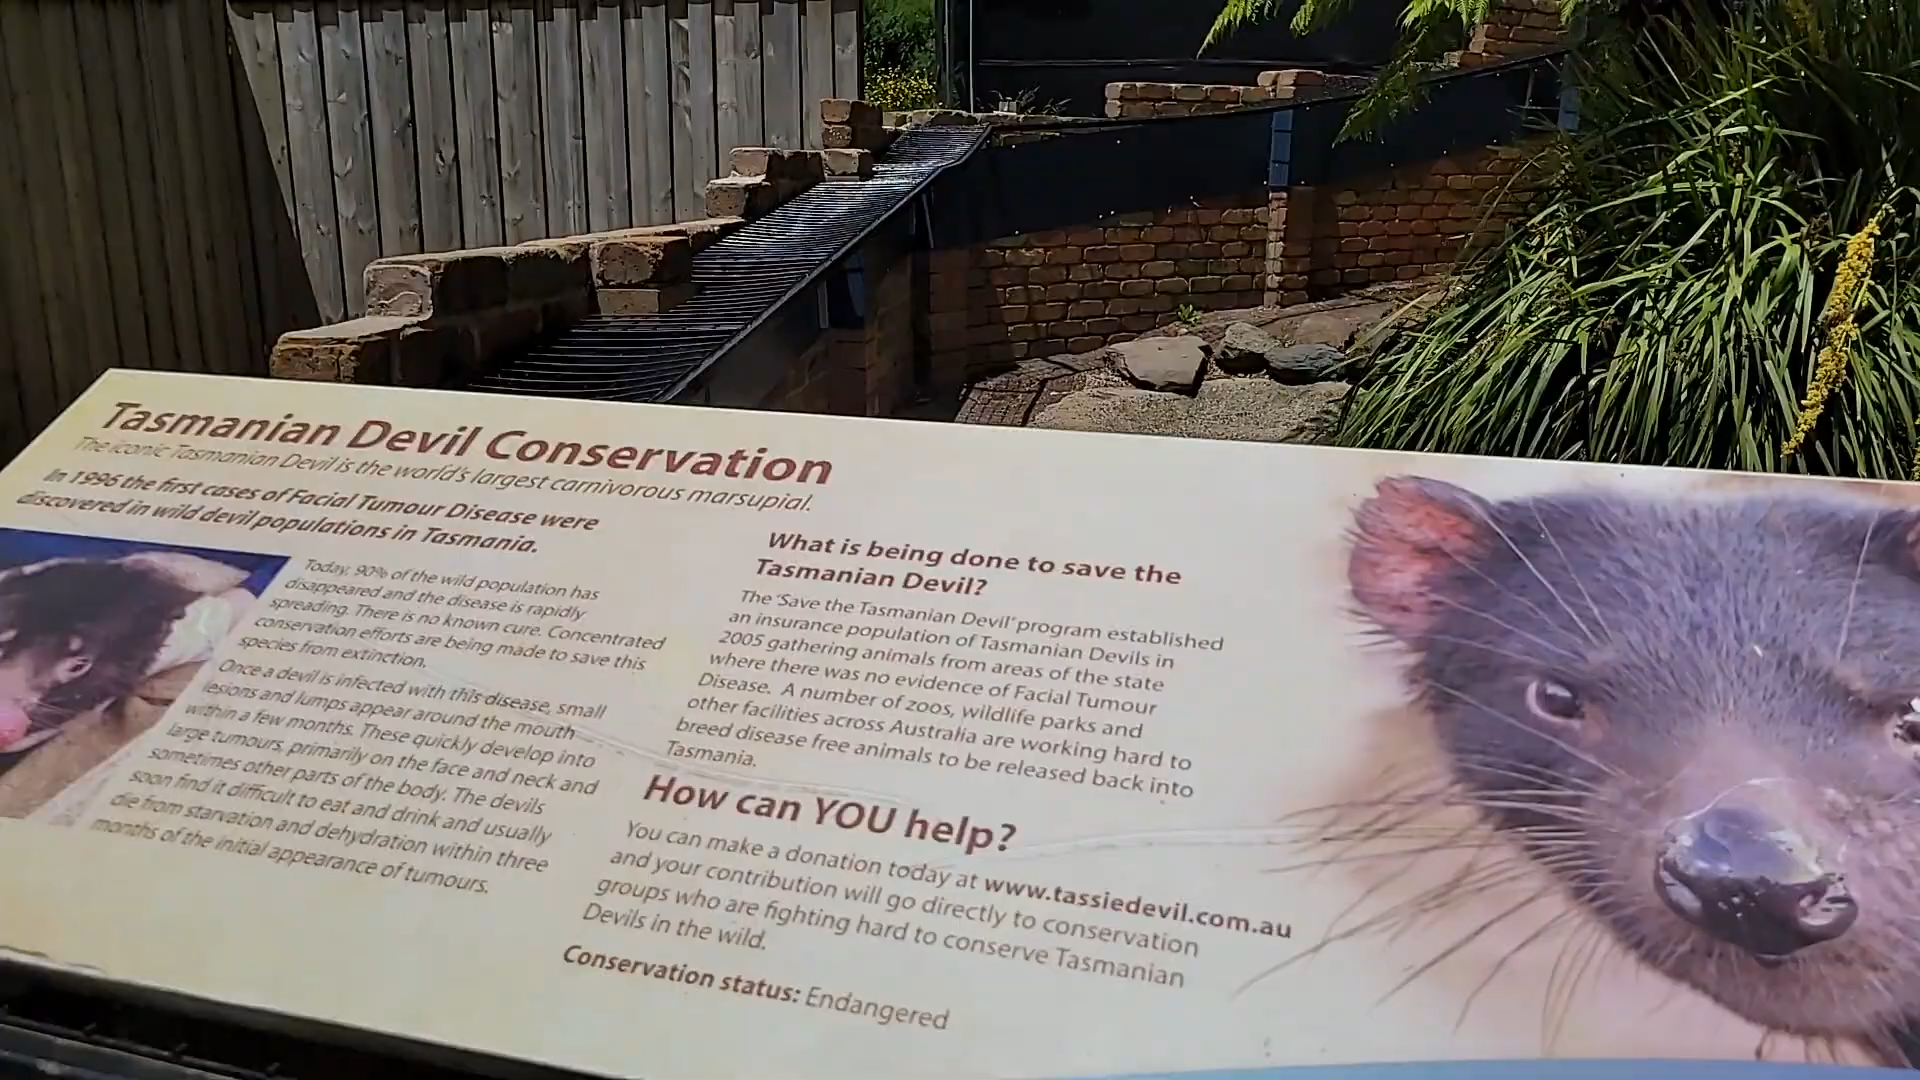 Tasmanian Devil Conservation
The iconic Tasmanian Devil is the world's largest carnivorous marsupial.
In 1996 the first cases of Facial Tumour Disease were
discovered in wild devil populations in Tasmania.
Today, 90% of the wild population has
disappeared and the disease is rapidly
spreading. There is no known cure. Concentrated
conservation efforts are being made to save this
species from extinction.
Once a devil is infected with this disease, small
lesions and lumps appear around the mouth
within a few months. These quickly develop into
large tumours, primarily on the face and neck and
sometimes other parts of the body. The devils
soon find it difficult to eat and drink and usually
die from starvation and dehydration within three
months of the initial appearance of tumours.
What is being done to save the
Tasmanian Devil?
The 'Save the Tasmanian Devil' program established
an insurance population of Tasmanian Devils in
2005 gathering animals from areas of the state
where there was no evidence of Facial Tumour
Disease. A number of zoos, wildlife parks and
other facilities across Australia are working hard to
breed disease free animals to be released back into
Tasmania.
How can YOU help?
You can make a donation today at www.tassiedevil.com.au
and your contribution will go directly to conservation
groups who are fighting hard to conserve Tasmanian
Devils in the wild.
Conservation status: Endangered